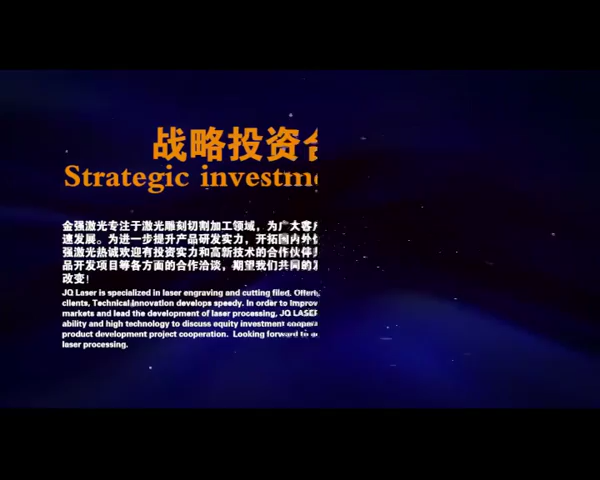 战略投资合
Strategic investme
金强激光专注于激光雕刻切割加工领域，为广大客户
速发展。为进一步提升产品研发实力，开拓国内外
强激光热诚欢迎有投资实力和高新技术的合作伙伴
品开发项目等各方面的合作洽谈，期望我们共同的
改变！
JQ Laser is specialized in laser engraving and cutting filed, Offering
clients, Technical innovation develops speedy. In order to improv
markets and lead the development of laser processing, JQ LASER
ability and high technology to discuss equity investment coopera
product development project cooperation. Looking forward to
laser processing.